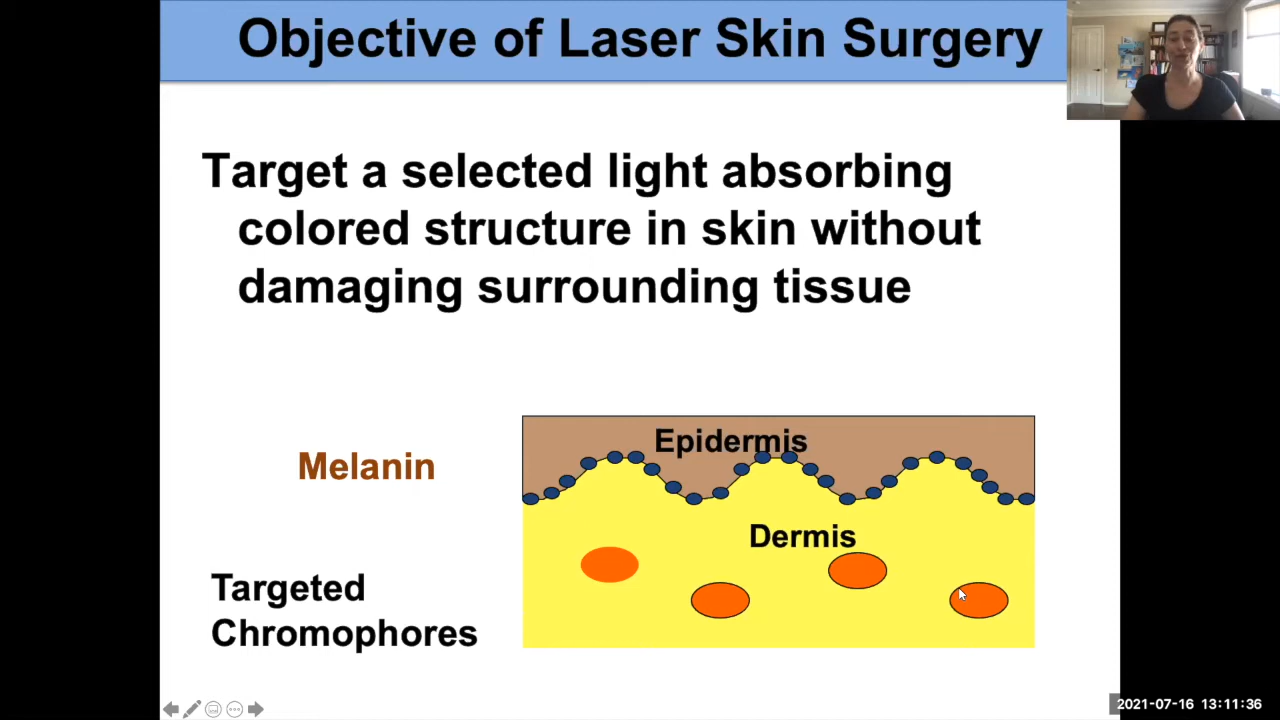 Objective of Laser Skin Surgery
Target a selected light absorbing
colored structure in skin without
damaging surrounding tissue
Epidermis
Melanin
Dermis
Targeted
Chromophores
2021-07-16 13:11:36